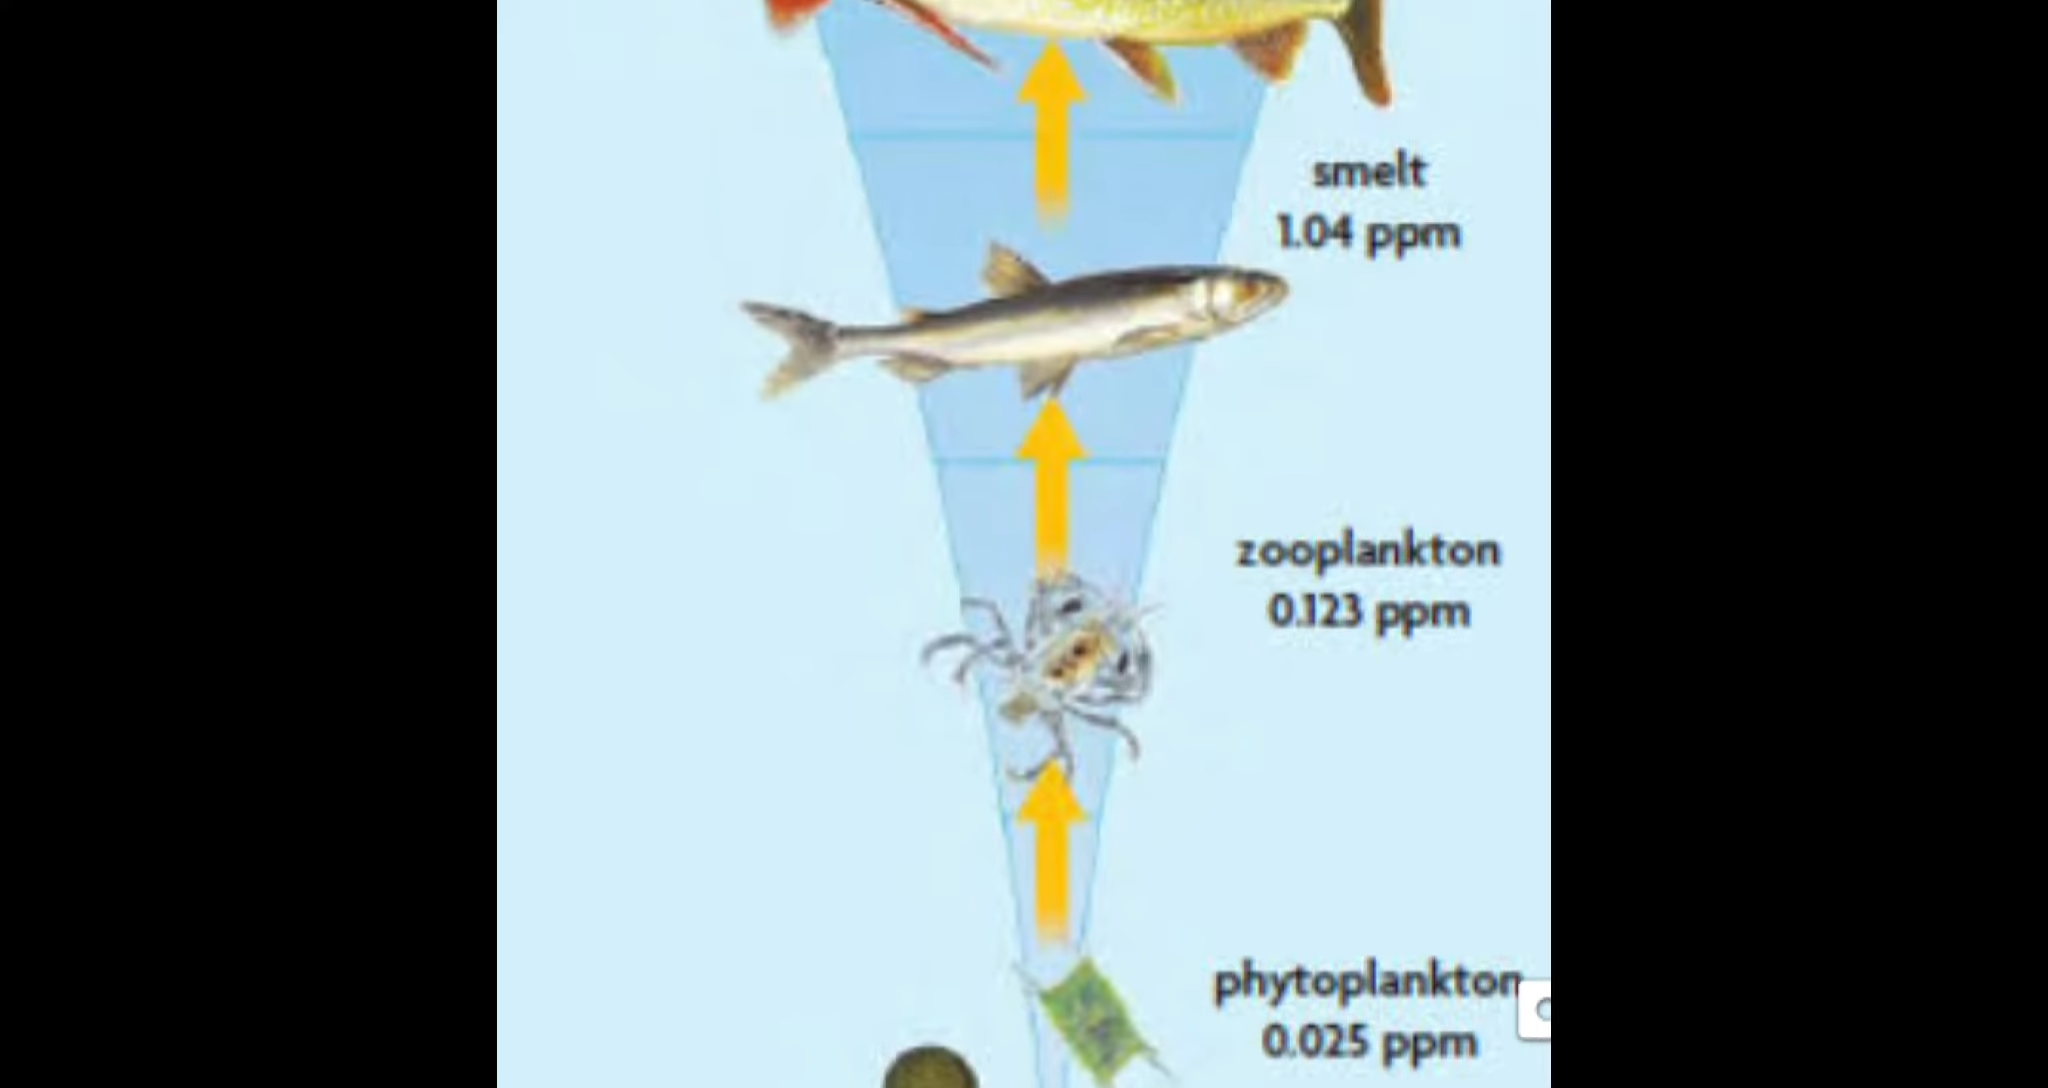 smelt
1.04 ppm
zooplankton
0.123 ppm
phytoplankton
0.025 ppm